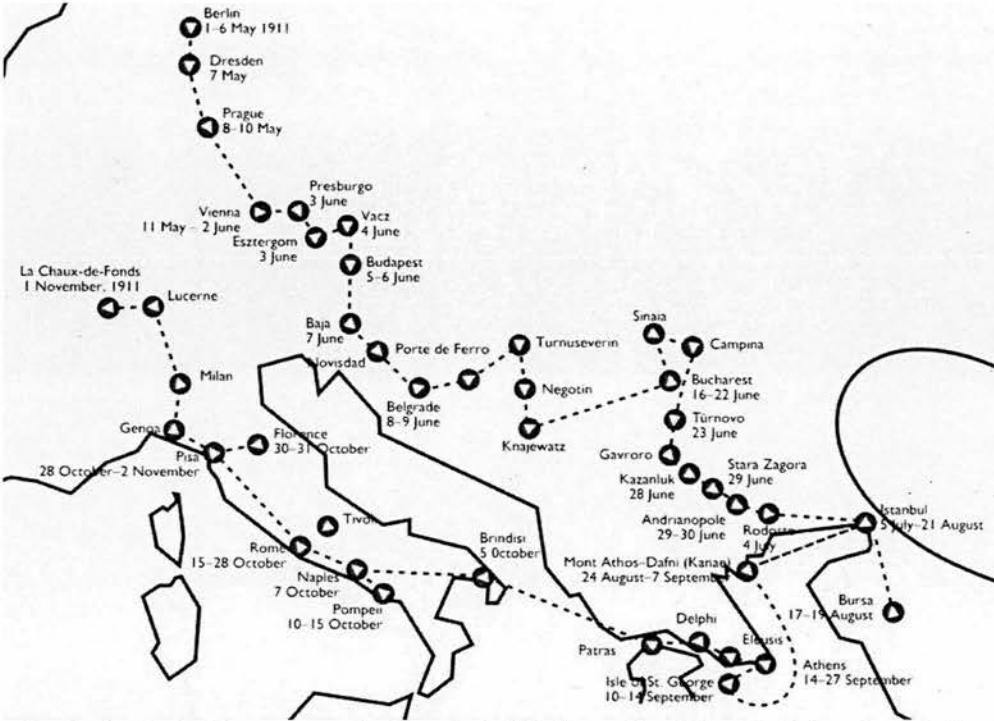 Berlin
1–6 May 1911
Dresden
7 May
Prague
8–10 May
Presburgo
3 June
Vienna
11 May – 2 June
Esztergom
3 June
Vacz
4 June
Budapest
5–6 June
La Chaux-de-Fonds
1 November, 1911
Lucerne
Baja
7 June
Novisdad
Porte de Ferro
Turnuseverin
Sinaia
Campina
Milan
Belgrade
8–9 June
Negotin
Bucharest
16–22 June
Knajewatz
Türnovo
23 June
Genoa
Pisa
28 October–2 November
Florence
30–31 October
Gavroro
Kazanluk
28 June
Stara Zagora
29 June
Andrianopole
29–30 June
Rodosto
4 July
Istanbul
5 July–21 August
Tivoli
Rome
15–28 October
Brindisi
5 October
Naples
7 October
Pompeii
10–15 October
Mont Athos–Dafni (Kanae)
24 August–7 September
Bursa
17–19 August
Delphi
Patras
Eleusis
Isle of St. George
10–14 September
Athens
14–27 September